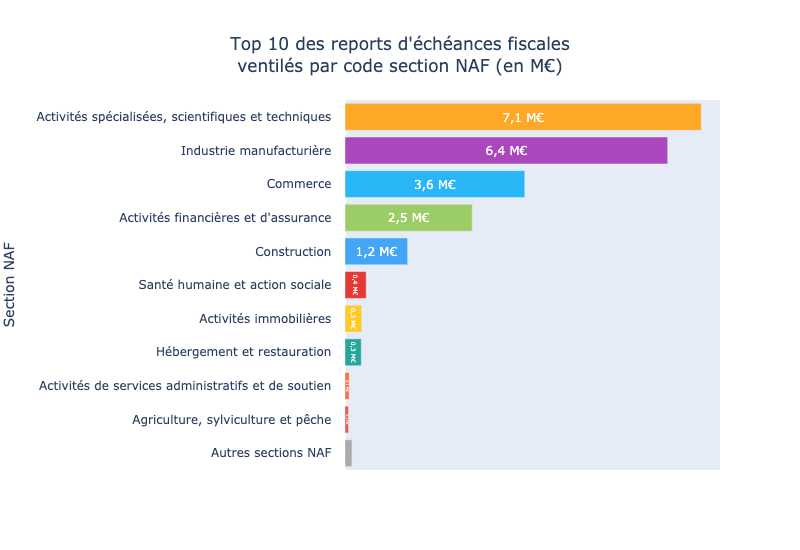 Top 10 des reports d'échéances fiscales
ventilés par code section NAF (en M€)
Section NAF
Activités spécialisées, scientifiques et techniques
7,1 M€
Industrie manufacturière
6,4 M€
Commerce
3,6 M€
Activités financières et d'assurance
2,5 M€
Construction
1,2 M€
Santé humaine et action sociale
0,4 M€
Activités immobilières
0,3 M€
Hébergement et restauration
0,3 M€
Activités de services administratifs et de soutien
Agriculture, sylviculture et pêche
Autres sections NAF